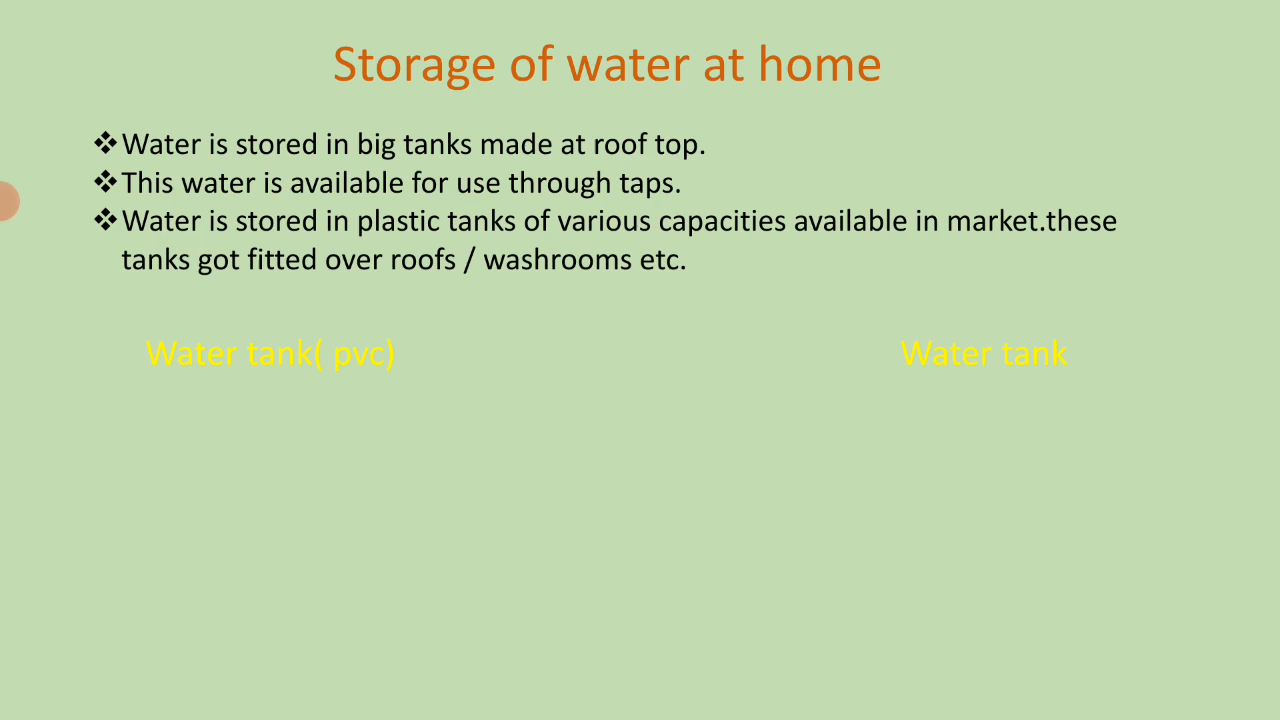 Storage of water at home
❖Water is stored in big tanks made at roof top.
❖This water is available for use through taps.
❖Water is stored in plastic tanks of various capacities available in market.these
tanks got fitted over roofs / washrooms etc.
Water tank( pvc)
Water tank